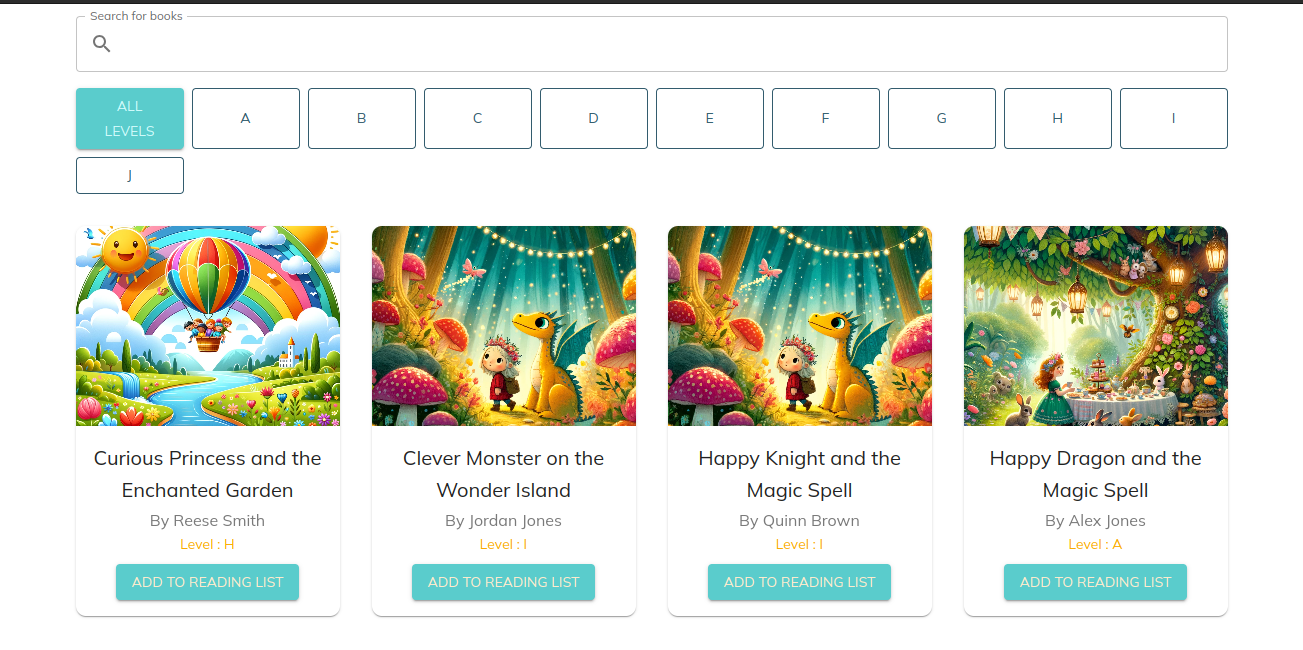 Search for books
ALL
LEVELS
A
B
C
D
E
F
G
H
I
J
Curious Princess and the
Enchanted Garden
By Reese Smith
Level : H
ADD TO READING LIST
Clever Monster on the
Wonder Island
By Jordan Jones
Level : I
ADD TO READING LIST
Happy Knight and the
Magic Spell
By Quinn Brown
Level : I
ADD TO READING LIST
Happy Dragon and the
Magic Spell
By Alex Jones
Level : A
ADD TO READING LIST